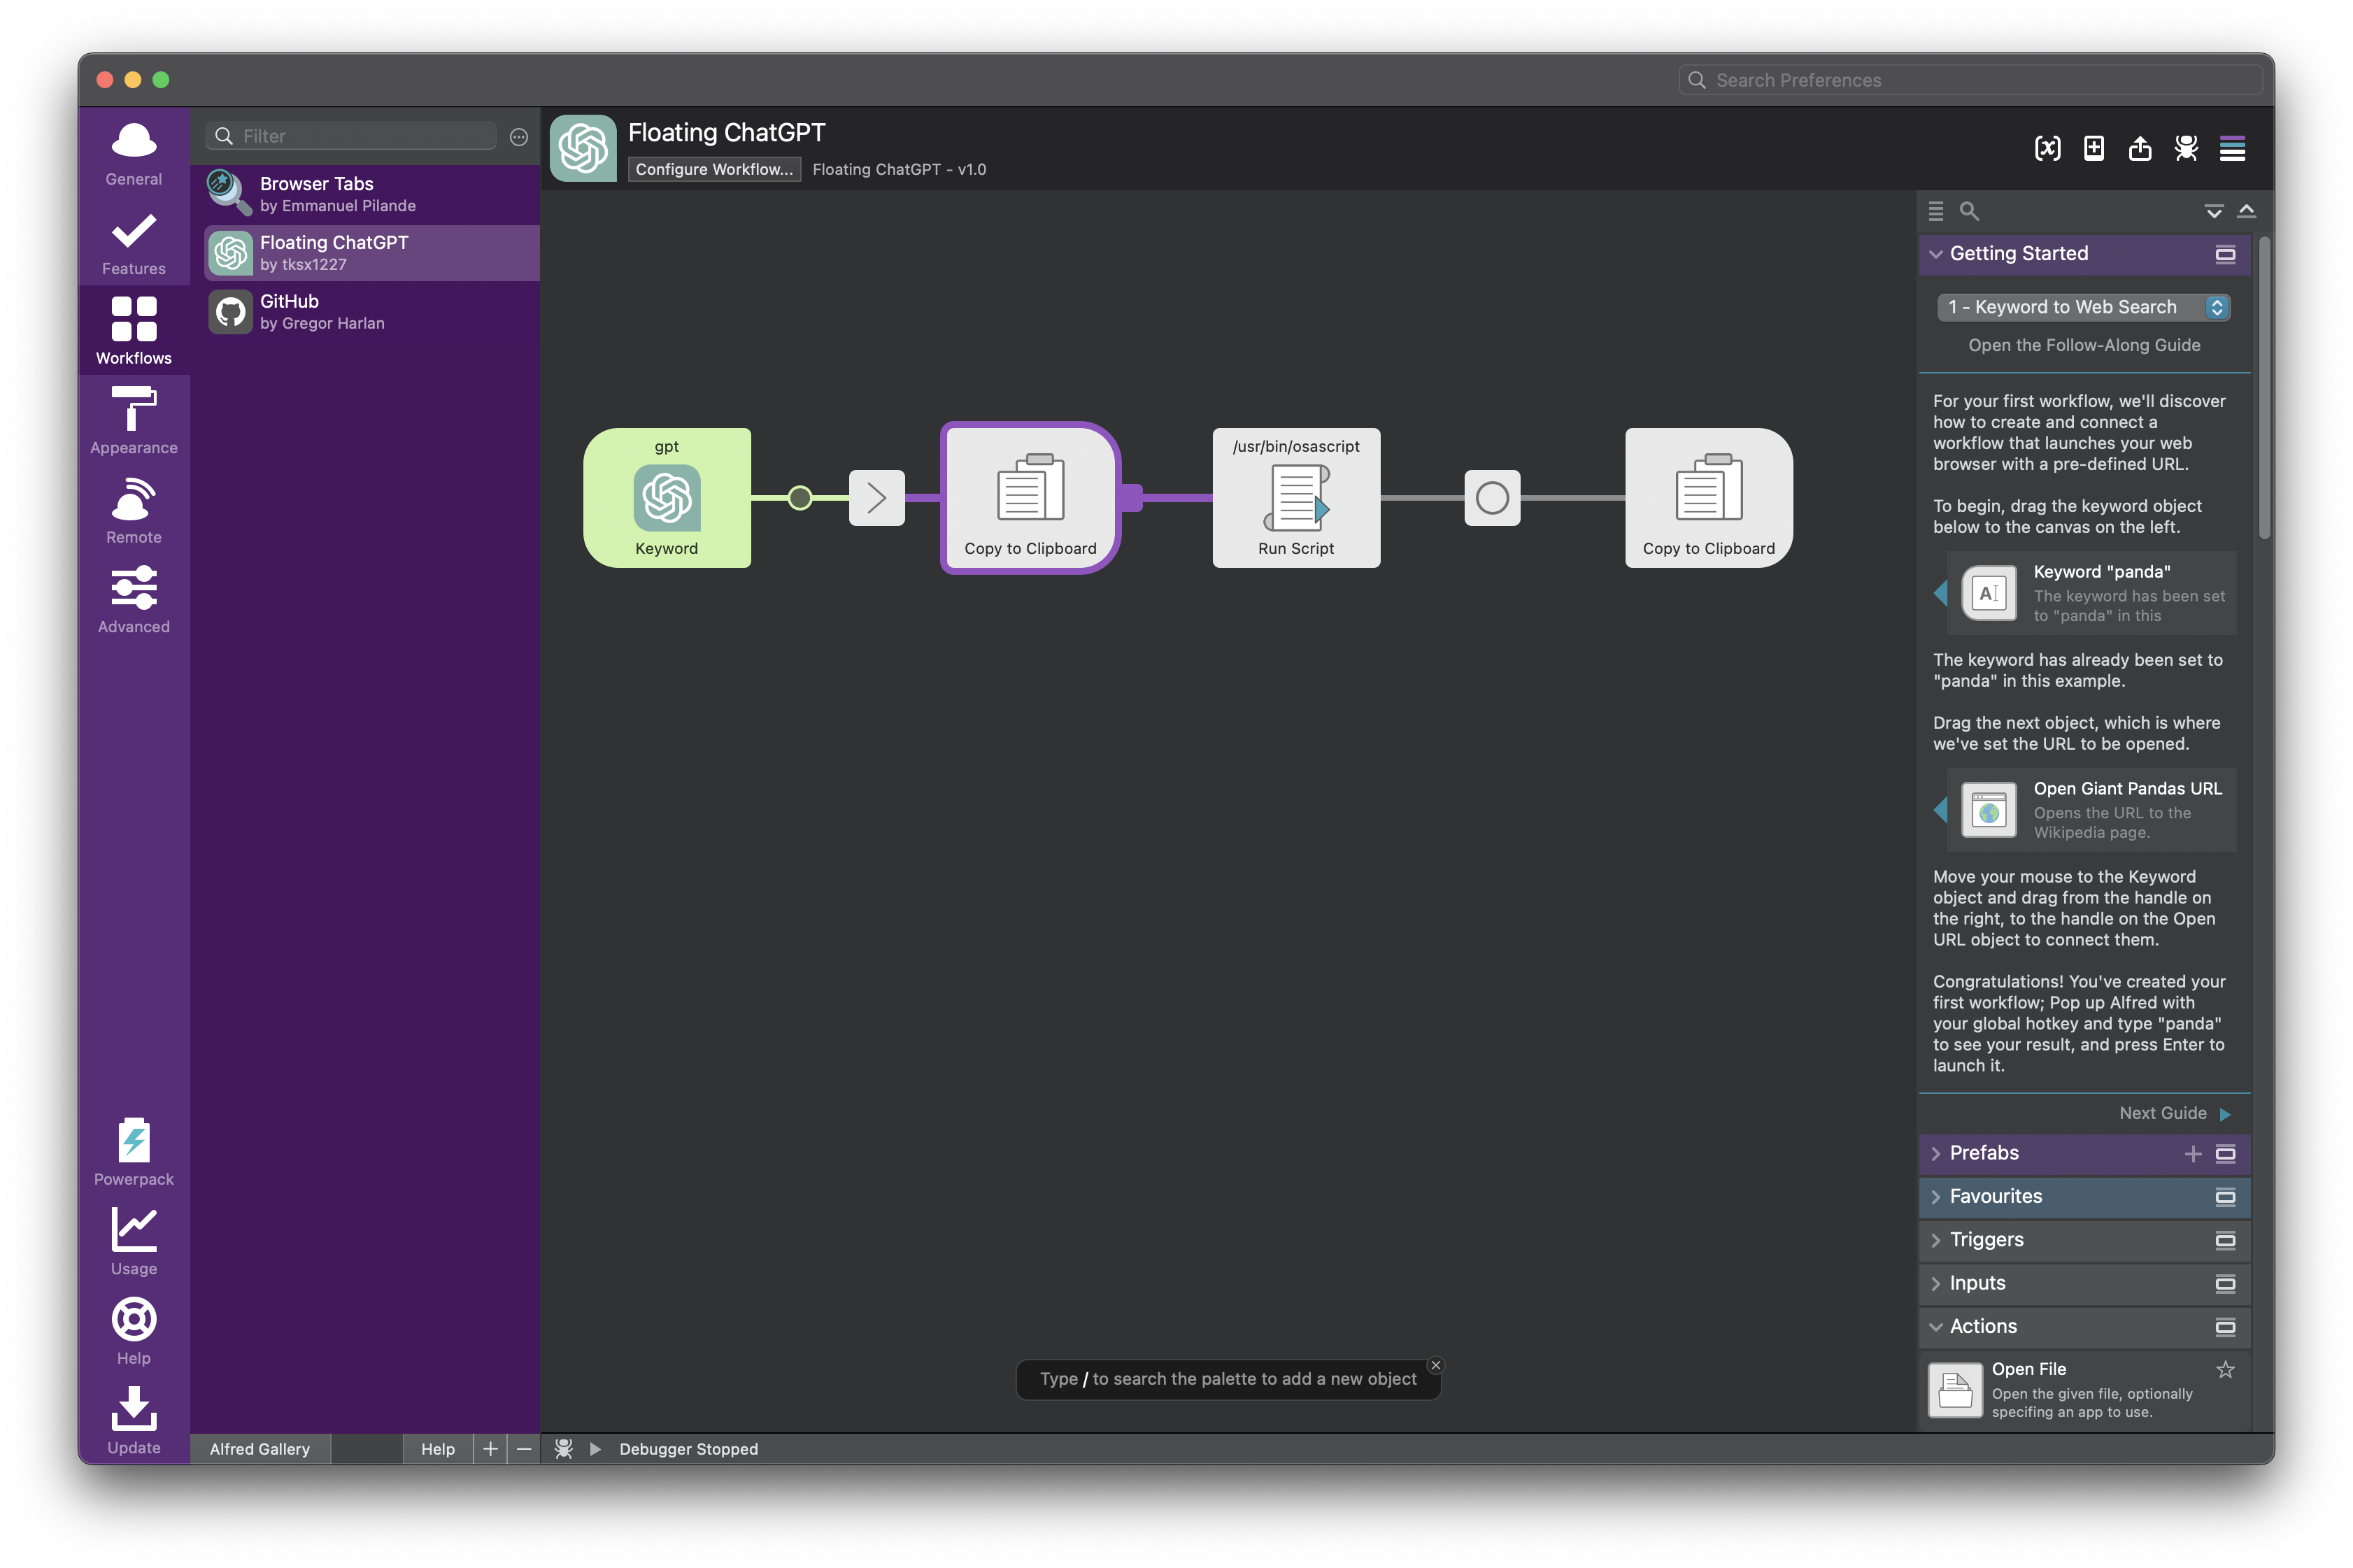 Search Preferences
General
Features
Workflows
Appearance
Remote
Advanced
Powerpack
Usage
Help
Update
Filter
Browser Tabs
by Emmanuel Pilande
Floating ChatGPT
by tksx1227
GitHub
by Gregor Harlan
Alfred Gallery
Help
Floating ChatGPT
Configure Workflow...
Floating ChatGPT - v1.0
{x}
gpt
Keyword
Copy to Clipboard
/usr/bin/osascript
Run Script
Copy to Clipboard
Type / to search the palette to add a new object
Debugger Stopped
Getting Started
1 - Keyword to Web Search
Open the Follow-Along Guide
For your first workflow, we'll discover
how to create and connect a
workflow that launches your web
browser with a pre-defined URL.
To begin, drag the keyword object
below to the canvas on the left.
A
Keyword "panda"
The keyword has been set
to "panda" in this
The keyword has already been set to
"panda" in this example.
Drag the next object, which is where
we've set the URL to be opened.
Open Giant Pandas URL
Opens the URL to the
Wikipedia page.
Move your mouse to the Keyword
object and drag from the handle on
the right, to the handle on the Open
URL object to connect them.
Congratulations! You've created your
first workflow; Pop up Alfred with
your global hotkey and type "panda"
to see your result, and press Enter to
launch it.
Next Guide
Prefabs
Favourites
Triggers
Inputs
Actions
Open File
Open the given file, optionally
specifing an app to use.